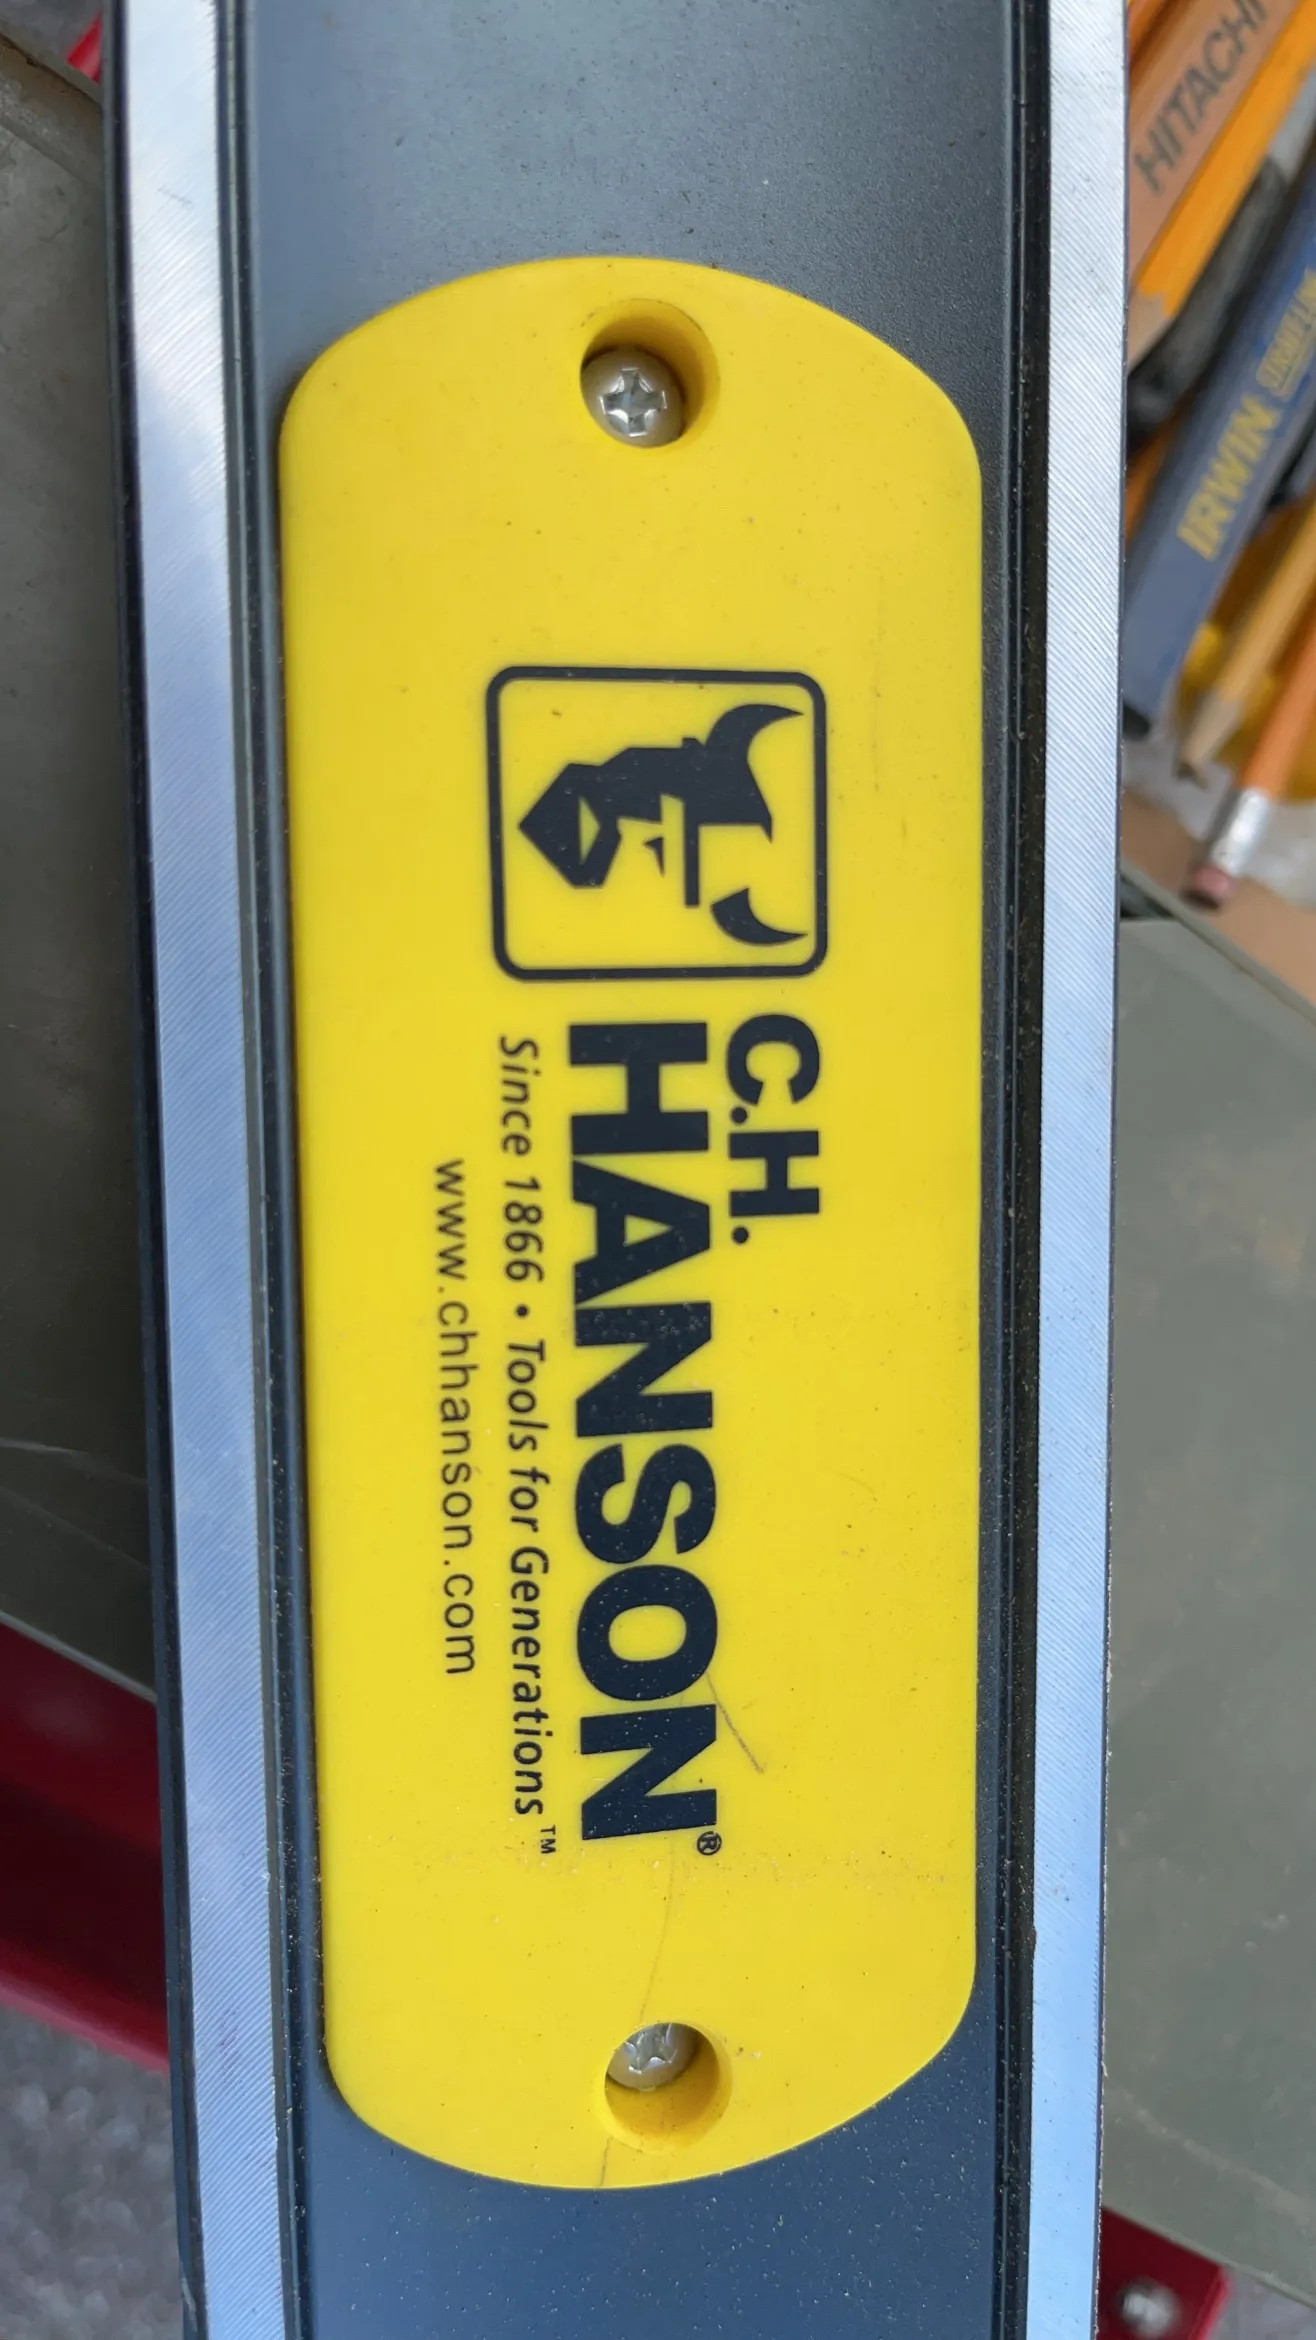 C.H.
HANSON®
Since 1866 • Tools for Generations™
www.chhanson.com
HITACHI
IRWIN